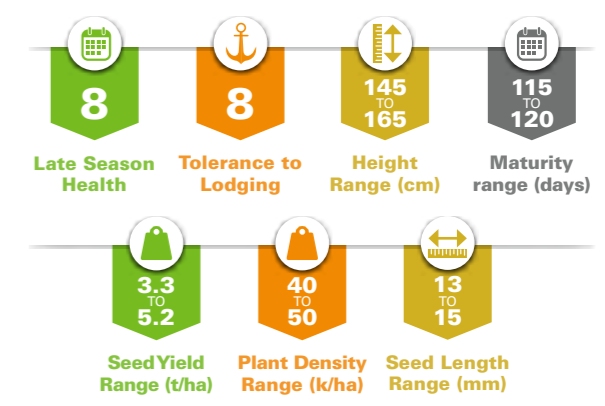 8
8
145
TO
165
115
TO
120
Late Season
Health
Tolerance to
Lodging
Height
Range (cm)
Maturity
range (days)
3.3
TO
5.2
40
TO
50
13
TO
15
Seed Yield
Range (t/ha)
Plant Density
Range (k/ha)
Seed Length
Range (mm)